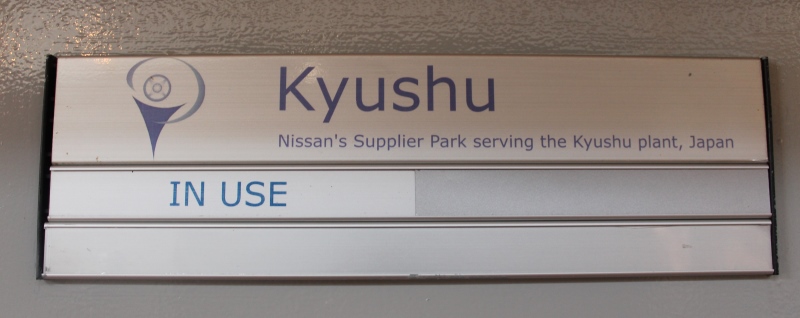 Kyushu
Nissan's Supplier Park serving the Kyushu plant, Japan
IN USE